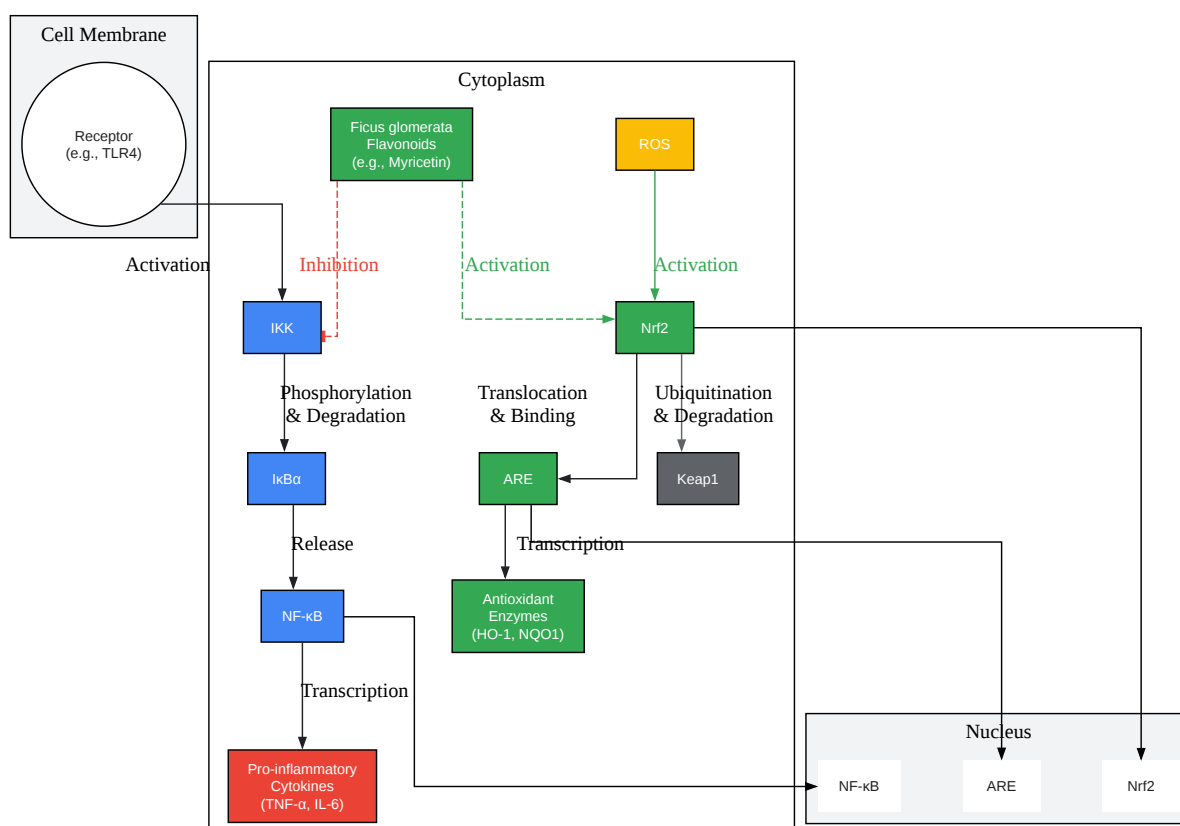 Cell Membrane
Receptor
(e.g., TLR4)
Cytoplasm
Ficus glomerata
Flavonoids
(e.g., Myricetin)
ROS
Activation
Inhibition
Activation
Activation
IKK
Nrf2
Phosphorylation
& Degradation
Translocation
& Binding
Ubiquitination
& Degradation
IκBα
ARE
Keap1
Release
Transcription
NF-κB
Antioxidant
Enzymes
(HO-1, NQO1)
Transcription
Pro-inflammatory
Cytokines
(TNF-α, IL-6)
Nucleus
NF-κB
ARE
Nrf2